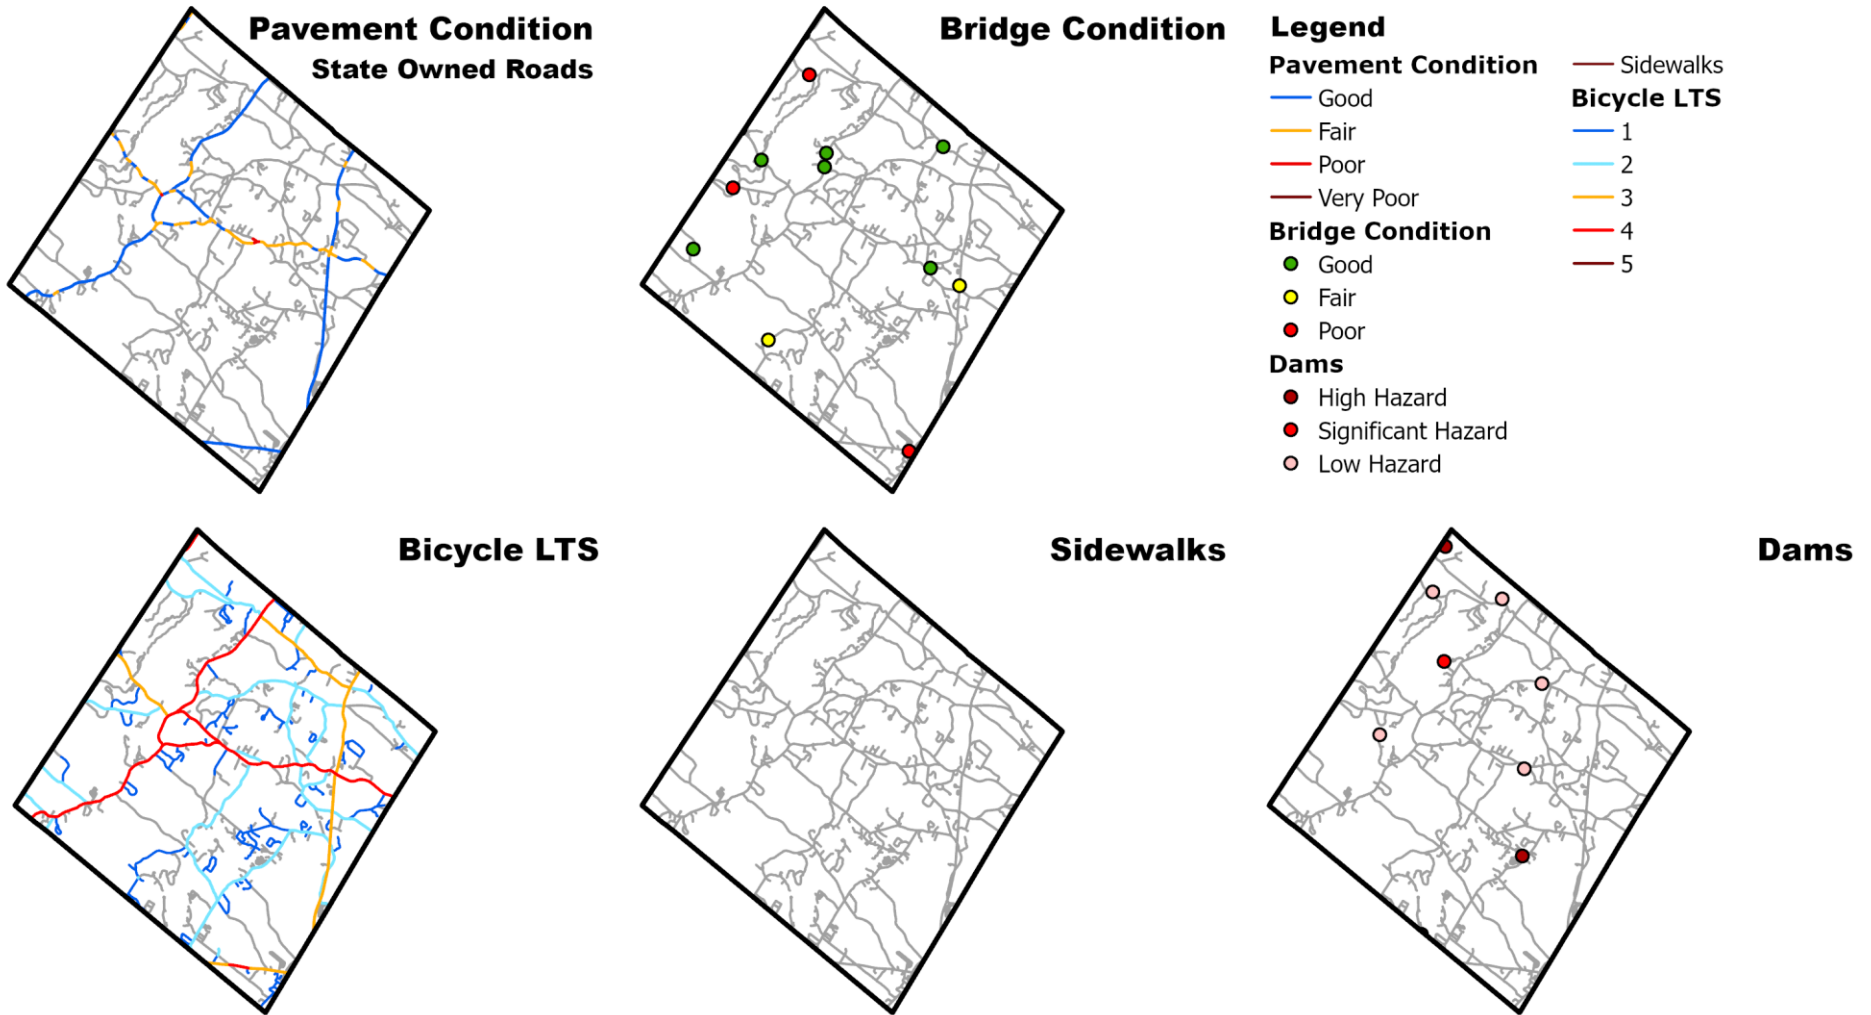 Pavement Condition
State Owned Roads
Bridge Condition
Legend
Pavement Condition
Good
Fair
Poor
Very Poor
Bridge Condition
Good
Fair
Poor
Dams
High Hazard
Significant Hazard
Low Hazard
Sidewalks
Bicycle LTS
1
2
3
4
5
Bicycle LTS
Sidewalks
Dams